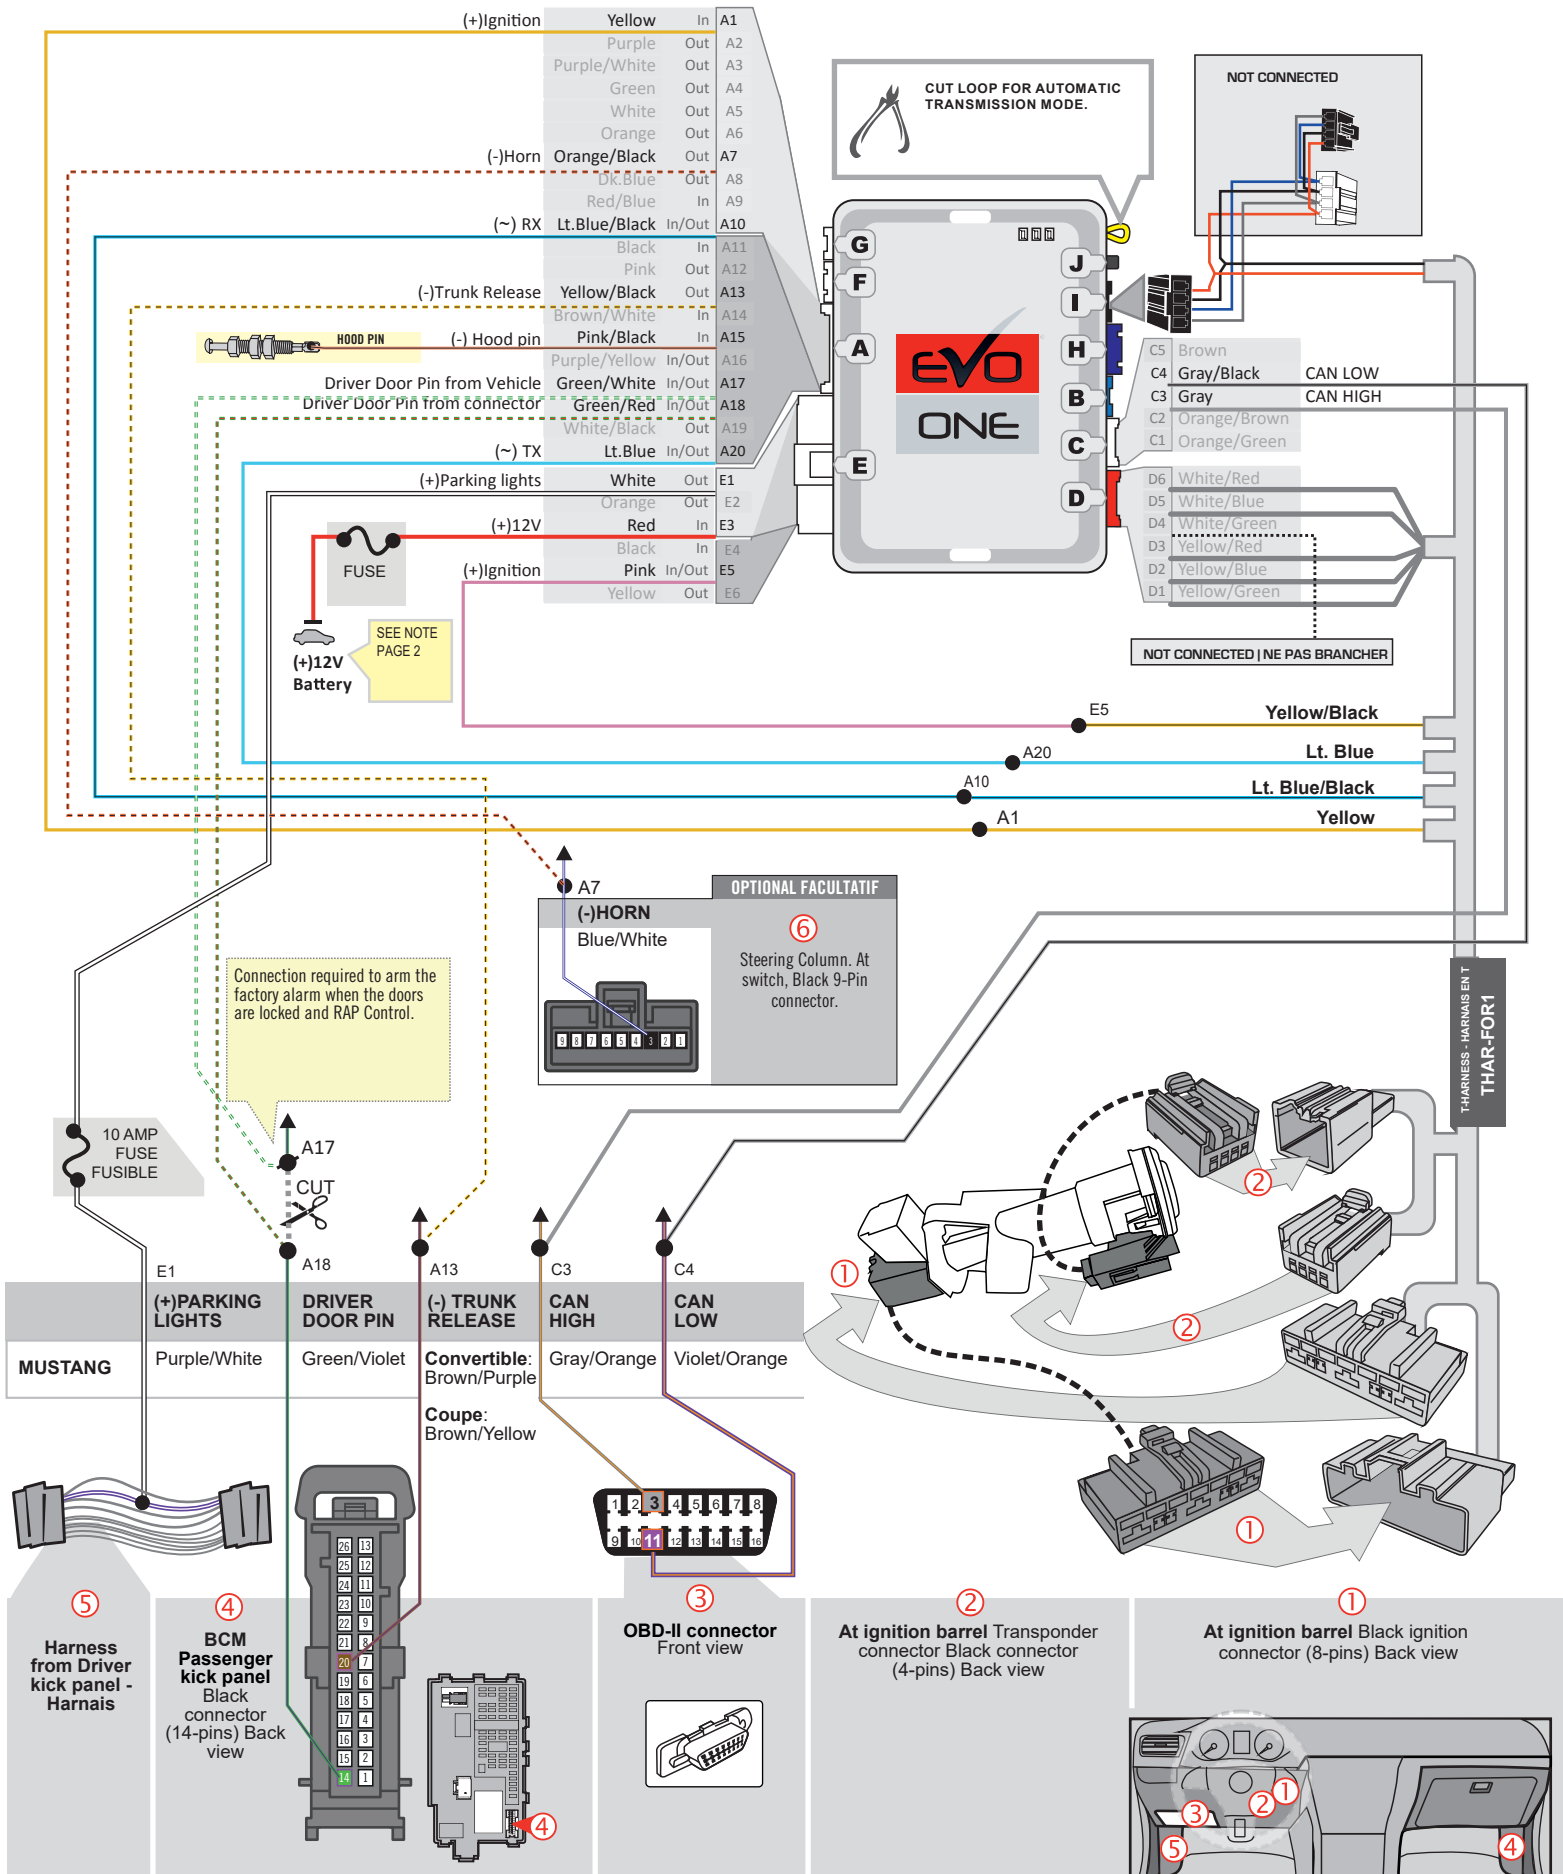 (+)Ignition Yellow In A1
Purple Out A2
Purple/White Out A3
Green Out A4
White Out A5
Orange Out A6
(-)Horn Orange/Black Out A7
Dk.Blue Out A8
Red/Blue In A9
(~) RX Lt.Blue/Black In/Out A10
Black In A11
Pink Out A12
(-)Trunk Release Yellow/Black Out A13
Brown/White In A14
HOOD PIN (-) Hood pin Pink/Black In A15
Purple/Yellow In/Out A16
Driver Door Pin from Vehicle Green/White In/Out A17
Driver Door Pin from connector Green/Red In/Out A18
White/Black Out A19
(~) TX Lt.Blue In/Out A20
(+)Parking lights White Out E1
Orange Out E2
(+)12V Red In E3
Black In E4
(+)Ignition Pink In/Out E5
Yellow Out E6
FUSE
(+)12V
Battery
SEE NOTE
PAGE 2
CUT LOOP FOR AUTOMATIC
TRANSMISSION MODE.
NOT CONNECTED
G
F
A
E
J
I
H
B
C
D
EVO
ONE
C5 Brown
C4 Gray/Black CAN LOW
C3 Gray CAN HIGH
C2 Orange/Brown
C1 Orange/Green
D6 White/Red
D5 White/Blue
D4 White/Green
D3 Yellow/Red
D2 Yellow/Blue
D1 Yellow/Green
NOT CONNECTED | NE PAS BRANCHER
E5 Yellow/Black
A20 Lt. Blue
A10 Lt. Blue/Black
A1 Yellow
A7
(-)HORN
Blue/White
9 8 7 6 5 4 3 2 1
OPTIONAL FACULTATIF
6
Steering Column. At
switch, Black 9-Pin
connector.
T-HARNESS - HARNAIS EN T
THAR-FOR1
Connection required to arm the
factory alarm when the doors
are locked and RAP Control.
10 AMP
FUSE
FUSIBLE
A17
CUT
A18
E1
A13
C3
C4
(+)PARKING
LIGHTS
DRIVER
DOOR PIN
(-) TRUNK
RELEASE
CAN
HIGH
CAN
LOW
MUSTANG
Purple/White
Green/Violet
Convertible:
Brown/Purple
Coupe:
Brown/Yellow
Gray/Orange
Violet/Orange
2
1
2
1
26 13
25 12
24 11
23 10
22 9
21 8
20 7
19 6
18 5
17 4
16 3
15 2
14 1
1 2 3 4 5 6 7 8
9 10 11 12 13 14 15 16
5
Harness
from Driver
kick panel -
Harnais
4
BCM
Passenger
kick panel
Black
connector
(14-pins) Back
view
4
3
OBD-II connector
Front view
2
At ignition barrel Transponder
connector Black connector
(4-pins) Back view
1
At ignition barrel Black ignition
connector (8-pins) Back view
1
2
3
5
4